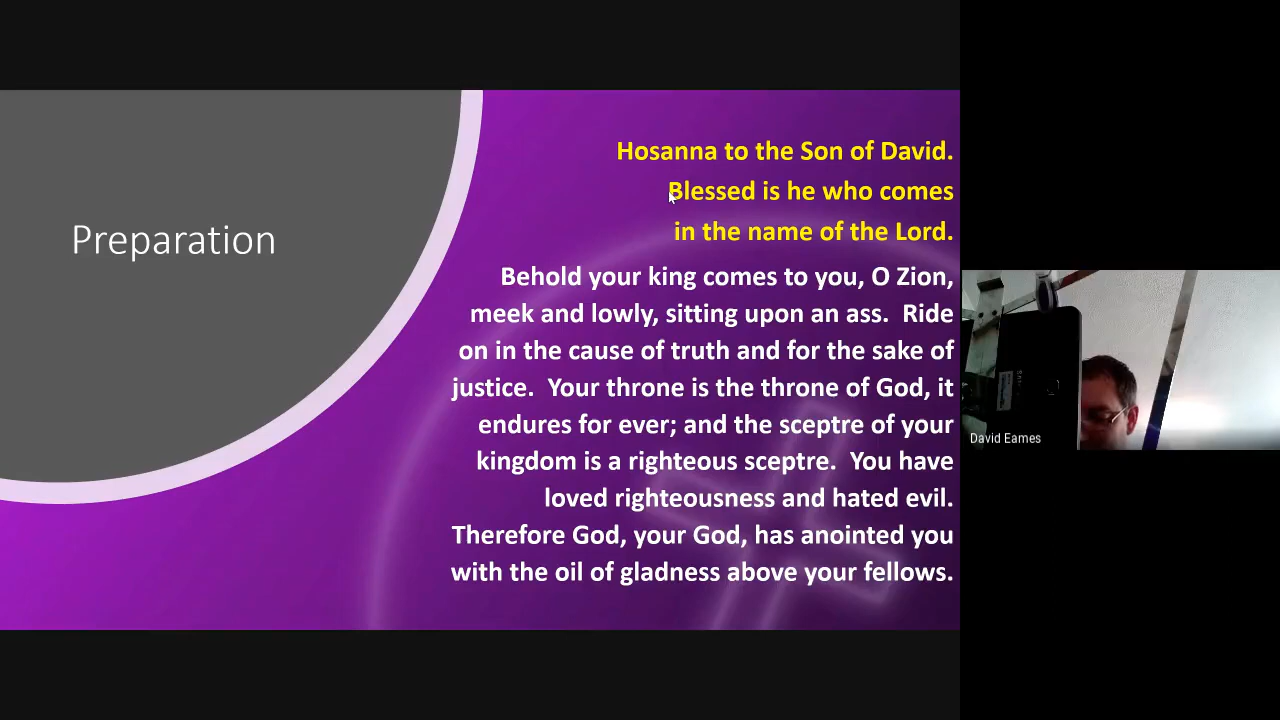 Preparation
Hosanna to the Son of David.
Blessed is he who comes
in the name of the Lord.
Behold your king comes to you, O Zion,
meek and lowly, sitting upon an ass.  Ride
on in the cause of truth and for the sake of
justice.  Your throne is the throne of God, it
endures for ever; and the sceptre of your
kingdom is a righteous sceptre.  You have
loved righteousness and hated evil.
Therefore God, your God, has anointed you
with the oil of gladness above your fellows.
David Eames